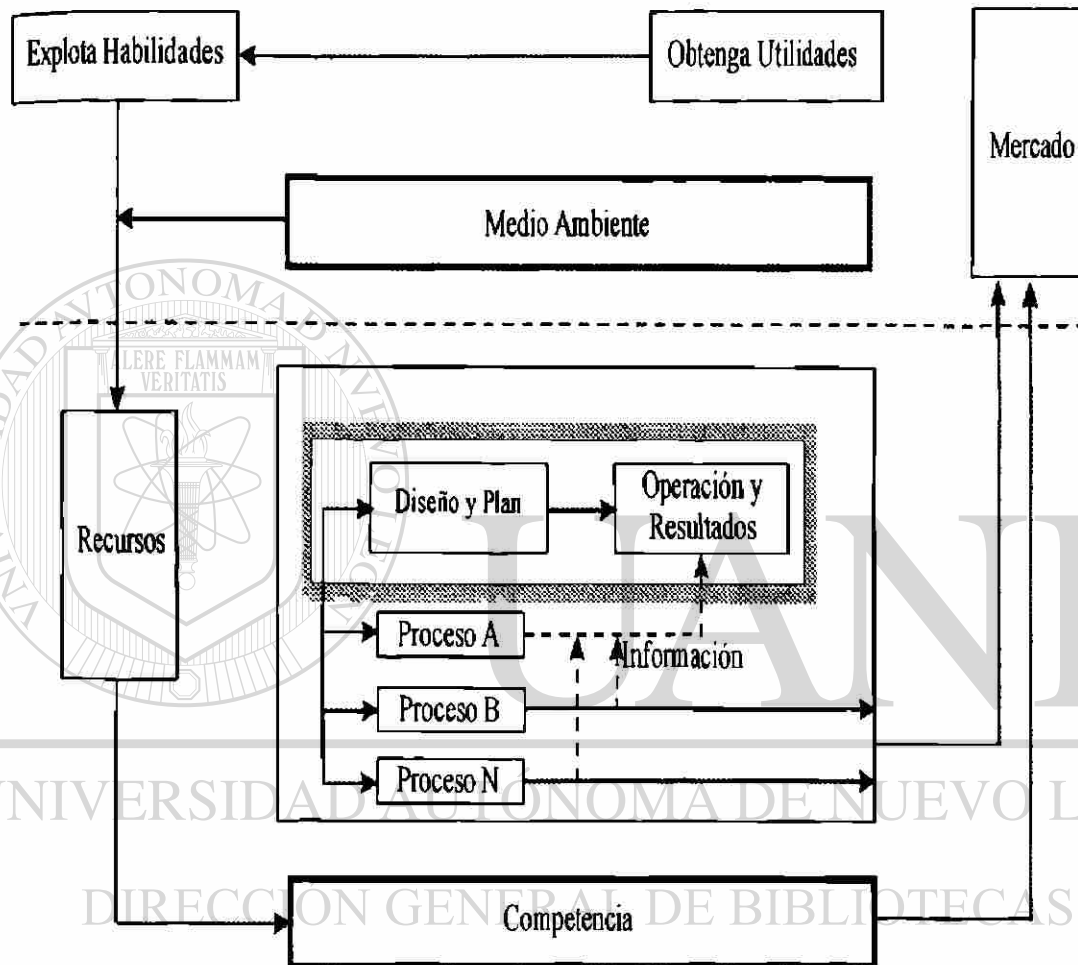 Explota Habilidades
Obtenga Utilidades
Mercado
Medio Ambiente
ALERE FLAMMAM
VERITATIS
Diseño y Plan
Operación y
Resultados
Recursos
Proceso A
Información
Proceso B
Proceso N
UNIVERSIDAD AUTÓNOMA DE NUEVO L
Competencia
DIRECCIÓN GENERAL DE BIBLIOTECAS